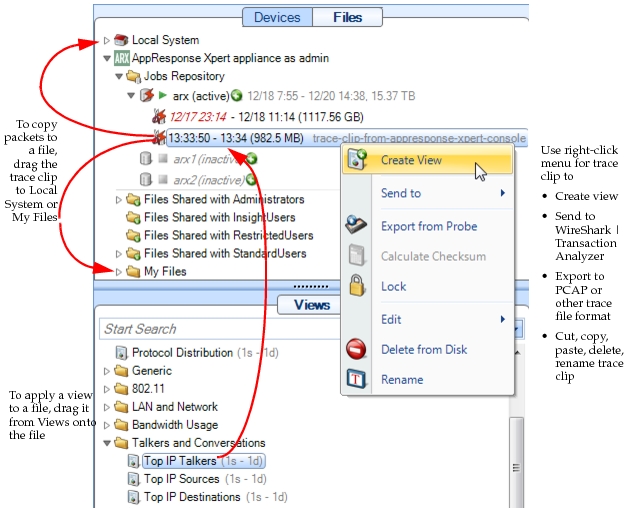 Devices
Files
Local System
ARX AppResponse Xpert appliance as admin
Jobs Repository
arx (active) 12/18 7:55 - 12/20 14:38, 15.37 TB
12/17 23:14 - 12/18 11:14 (1117.56 GB)
13:33:50 - 13:34 (982.5 MB) trace-clip-from-appresponse-xpert-console
arx1 (inactive)
arx2 (inactive)
Files Shared with Administrators
Files Shared with InsightUsers
Files Shared with RestrictedUsers
Files Shared with StandardUsers
My Files
Create View
Send to
Export from Probe
Calculate Checksum
Lock
Edit
Delete from Disk
Rename
Views
Start Search
Protocol Distribution (1s - 1d)
Generic
802.11
LAN and Network
Bandwidth Usage
Talkers and Conversations
Top IP Talkers (1s - 1d)
Top IP Sources (1s - 1d)
Top IP Destinations (1s - 1d)
To copy
packets to
a file,
drag the
trace clip
to Local
System or
My Files
To apply a view
to a file, drag it
from Views onto
the file
Use right-click
menu for trace
clip to
• Create view
• Send to
WireShark |
Transaction
Analyzer
• Export to
PCAP or
other trace
file format
• Cut, copy,
paste, delete,
rename trace
clip